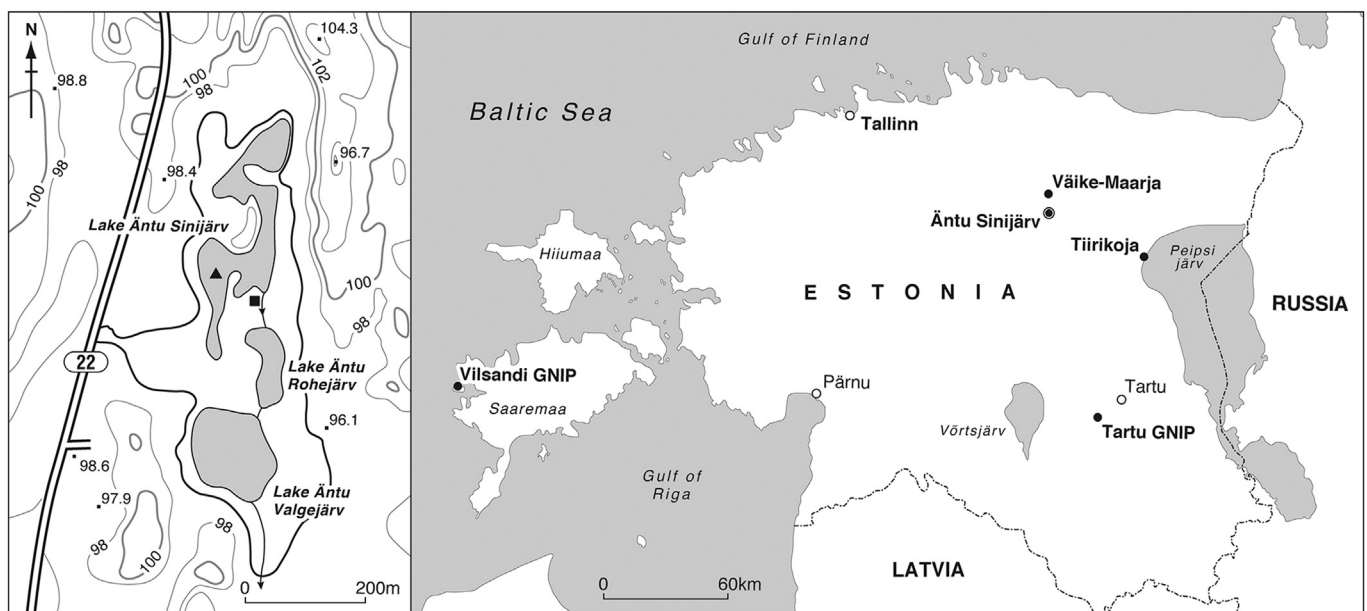 N
104.3
98.8
102
100
98
96.7
98.4
98
100
Lake Äntu Sinijärv
100
98
22
Lake Äntu
Rohejärv
96.1
98.6
97.9
Lake Äntu
Valgejärv
98
98
100
0
200m
Gulf of Finland
Baltic Sea
Tallinn
Väike-Maarja
Äntu Sinijärv
Tiirikoja
Peipsi
järv
Hiiumaa
ESTONIA
RUSSIA
Vilsandi GNIP
Saaremaa
Pärnu
Tartu
Võrtsjärv
Tartu GNIP
Gulf of
Riga
LATVIA
0
60km